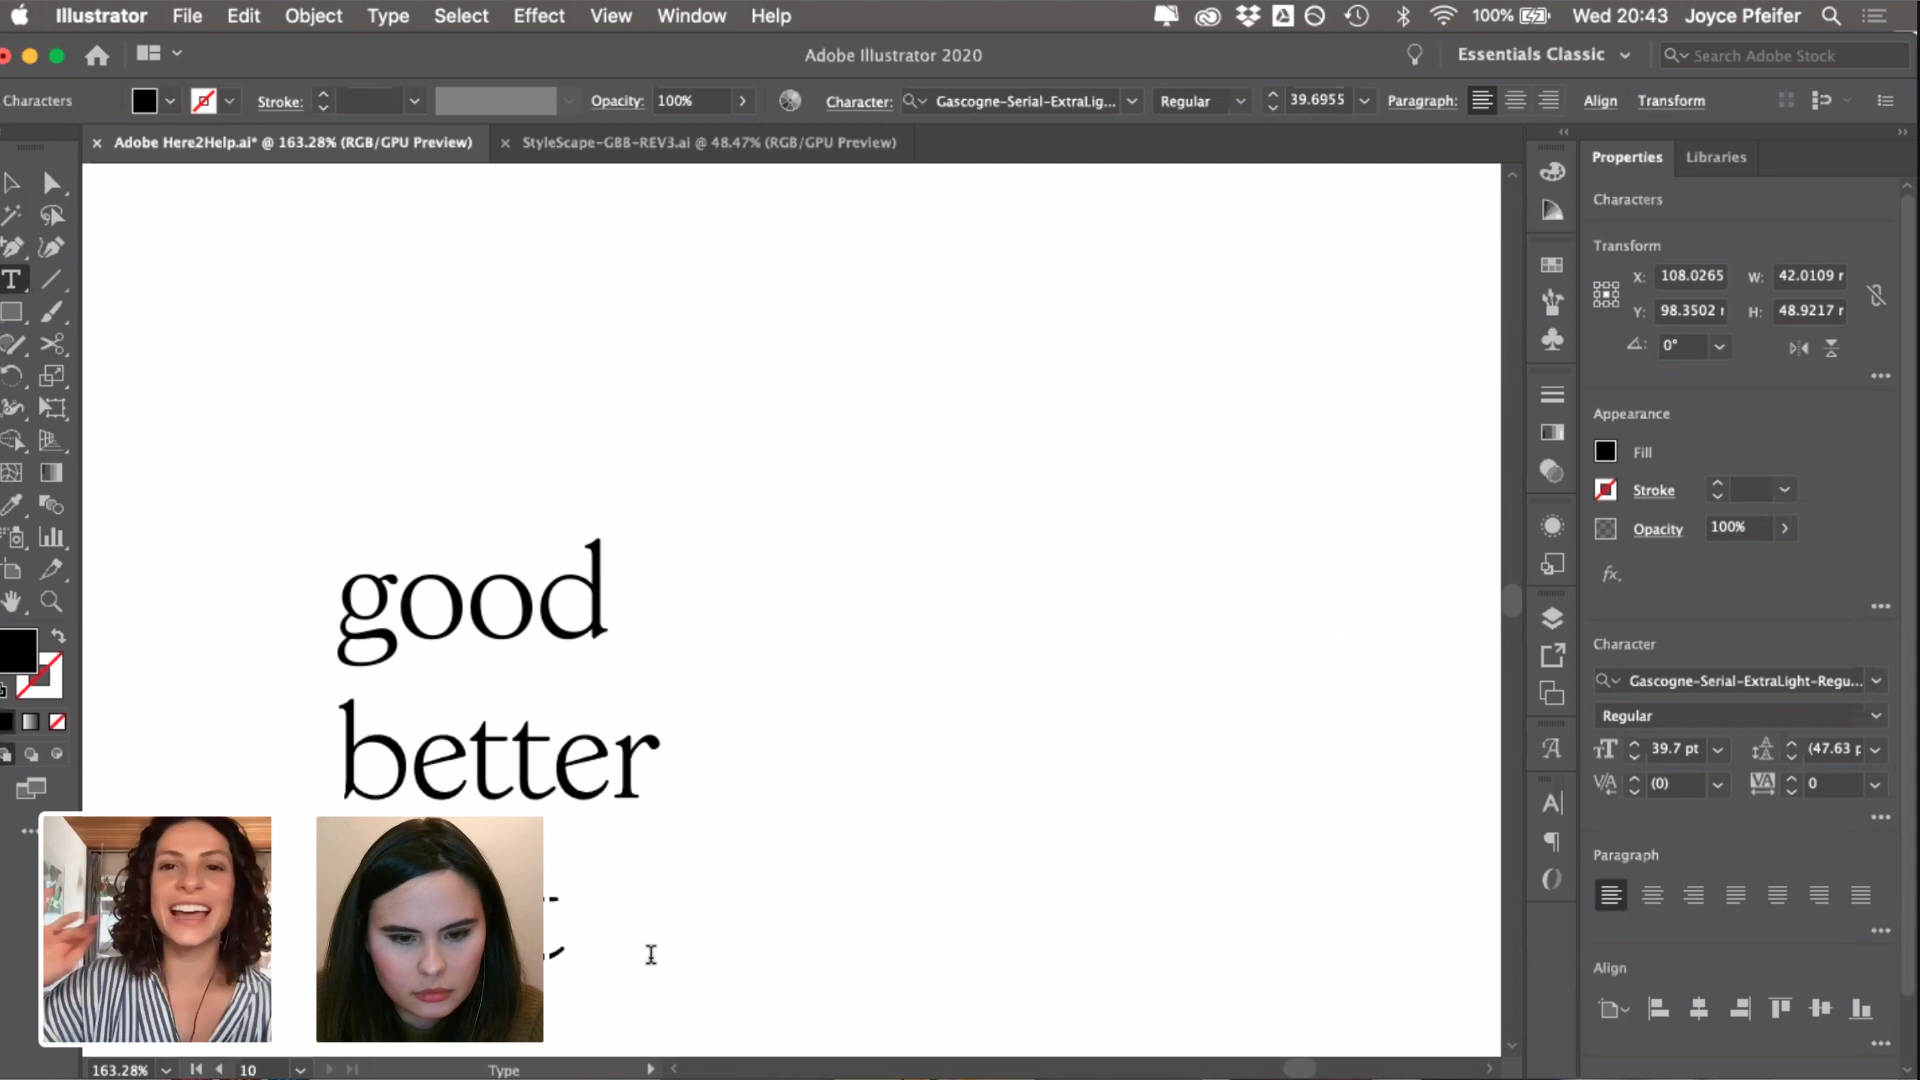 Illustrator File Edit Object Type Select Effect View Window Help 100% Wed 20:43 Joyce Pfeifer
Adobe Illustrator 2020 Essentials Classic Search Adobe Stock
Characters Stroke: Opacity: 100% Character: Gascogne-Serial-ExtraLig... Regular 39.6955 Paragraph: Align Transform
Adobe Here2Help.ai* @ 163.28% (RGB/GPU Preview) StyleScape-GBB-REV3.ai @ 48.47% (RGB/GPU Preview)
Properties Libraries
Characters
Transform
X: 108.0265 W: 42.0109 r
Y: 98.3502 r H: 48.9217 r
0°
Appearance
Fill
Stroke
Opacity 100%
fx.
good
better
Character
Gascogne-Serial-ExtraLight-Regu...
Regular
39.7 pt (47.63 p
(0) 0
Paragraph
Align
163.28% 10 Type